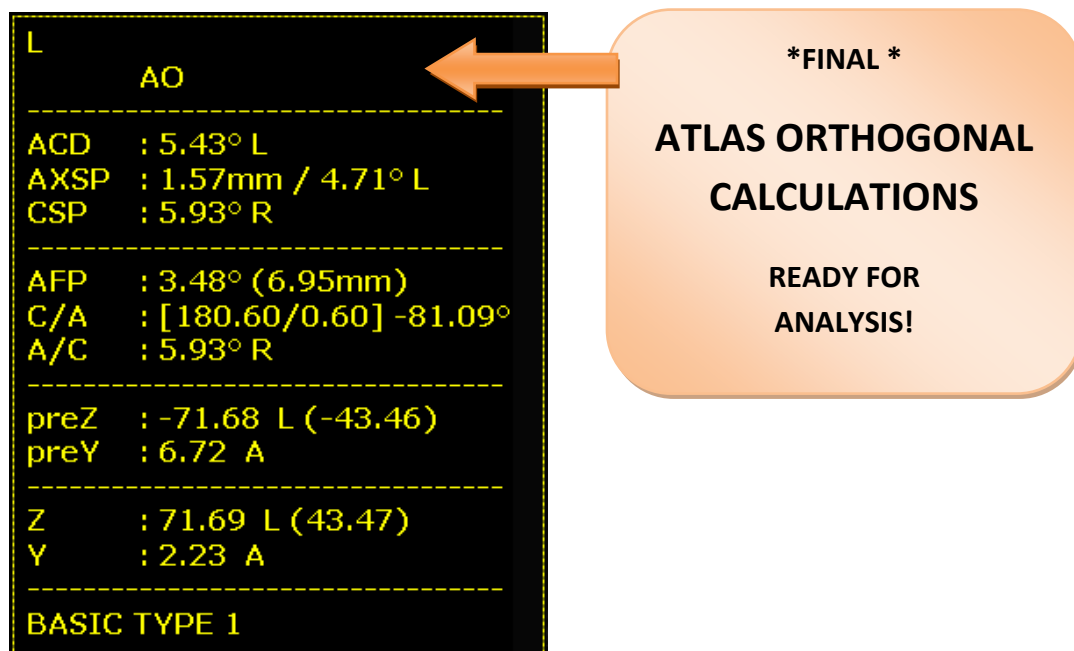 L
AO
----------------------------------
ACD : 5.43° L
AXSP : 1.57mm / 4.71° L
CSP : 5.93° R
----------------------------------
AFP : 3.48° (6.95mm)
C/A : [180.60/0.60] -81.09°
A/C : 5.93° R
----------------------------------
preZ : -71.68 L (-43.46)
preY : 6.72 A
----------------------------------
Z : 71.69 L (43.47)
Y : 2.23 A
----------------------------------
BASIC TYPE 1
*FINAL *
ATLAS ORTHOGONAL
CALCULATIONS
READY FOR
ANALYSIS!